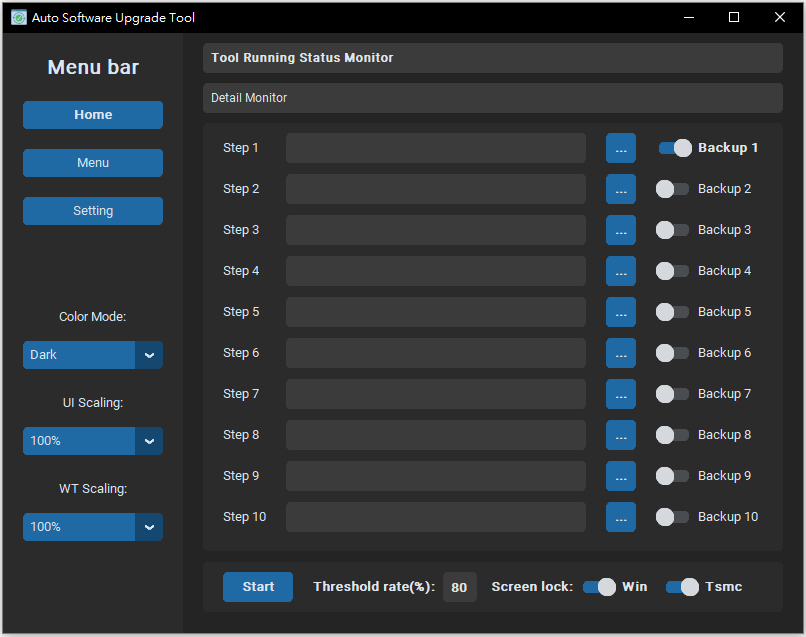 Auto Software Upgrade Tool
Menu bar
Home
Menu
Setting
Color Mode:
Dark
UI Scaling:
100%
WT Scaling:
100%
Tool Running Status Monitor
Detail Monitor
Step 1 ... Backup 1
Step 2 ... Backup 2
Step 3 ... Backup 3
Step 4 ... Backup 4
Step 5 ... Backup 5
Step 6 ... Backup 6
Step 7 ... Backup 7
Step 8 ... Backup 8
Step 9 ... Backup 9
Step 10 ... Backup 10
Start Threshold rate(%): 80 Screen lock: Win Tsmc